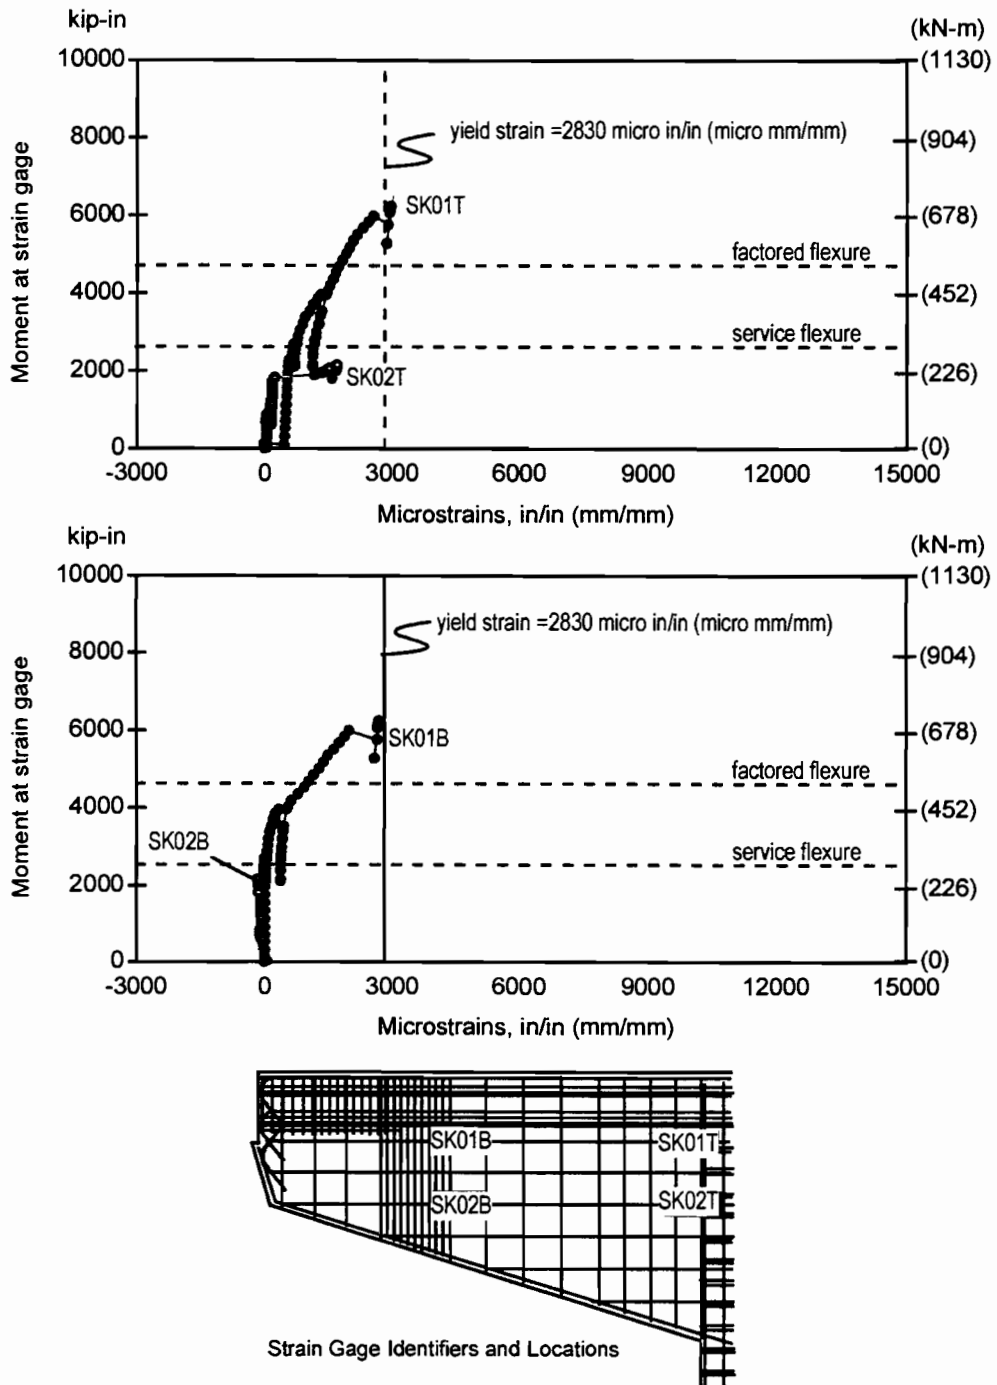 kip-in
(kN-m)
10000
(1130)
8000
yield strain =2830 micro in/in (micro mm/mm)
(904)
6000
SK01T
(678)
factored flexure
4000
(452)
service flexure
2000
SK02T
(226)
0
(0)
Moment at strain gage
-3000 0 3000 6000 9000 12000 15000
Microstrains, in/in (mm/mm)
kip-in
(kN-m)
10000
(1130)
yield strain =2830 micro in/in (micro mm/mm)
8000
(904)
6000
SK01B
(678)
factored flexure
4000
(452)
SK02B
service flexure
2000
(226)
0
(0)
Moment at strain gage
-3000 0 3000 6000 9000 12000 15000
Microstrains, in/in (mm/mm)
SK01B
SK01T
SK02B
SK02T
Strain Gage Identifiers and Locations